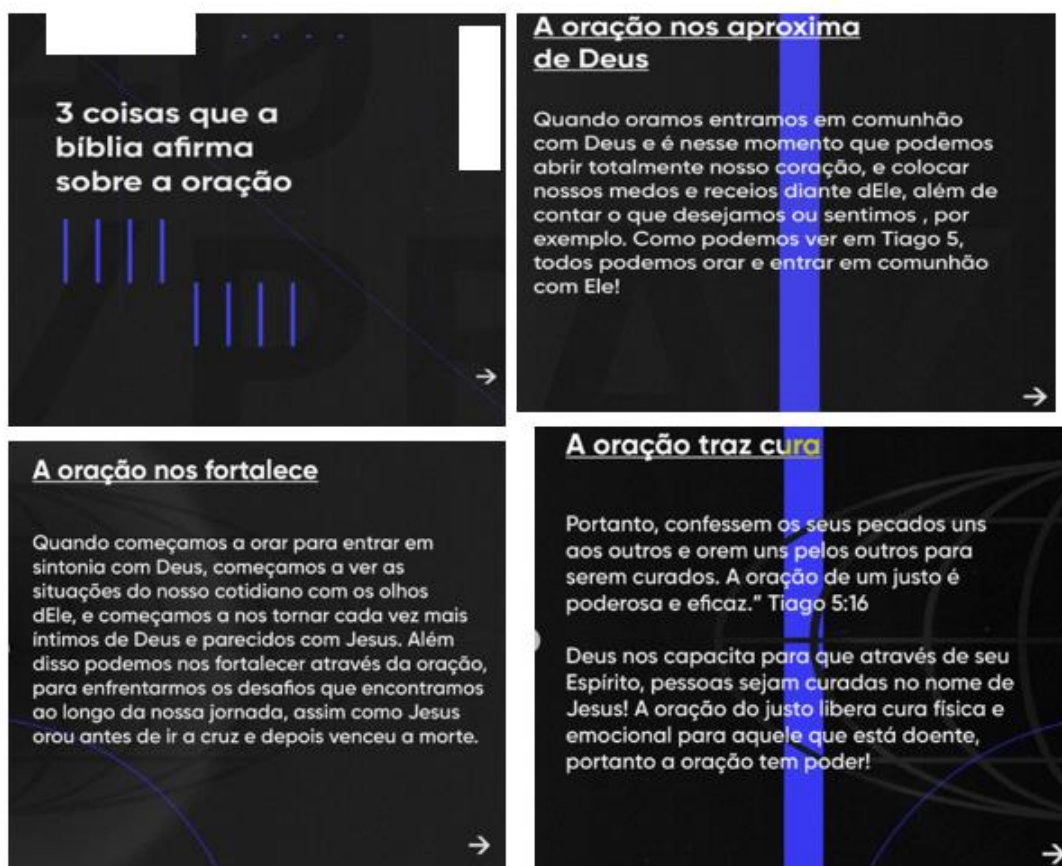 3 coisas que a
bíblia afirma
sobre a oração
A oração nos aproxima
de Deus
Quando oramos entramos em comunhão
com Deus e é nesse momento que podemos
abrir totalmente nosso coração, e colocar
nossos medos e receios diante dEle, além de
contar o que desejamos ou sentimos , por
exemplo. Como podemos ver em Tiago 5,
todos podemos orar e entrar em comunhão
com Ele!
A oração nos fortalece
Quando começamos a orar para entrar em
sintonia com Deus, começamos a ver as
situações do nosso cotidiano com os olhos
dEle, e começamos a nos tornar cada vez mais
íntimos de Deus e parecidos com Jesus. Além
disso podemos nos fortalecer através da oração,
para enfrentarmos os desafios que encontramos
ao longo da nossa jornada, assim como Jesus
orou antes de ir a cruz e depois venceu a morte.
A oração traz cura
Portanto, confessem os seus pecados uns
aos outros e orem uns pelos outros para
serem curados. A oração de um justo é
poderosa e eficaz.” Tiago 5:16
Deus nos capacita para que através de seu
Espírito, pessoas sejam curadas no nome de
Jesus! A oração do justo libera cura física e
emocional para aquele que está doente,
portanto a oração tem poder!